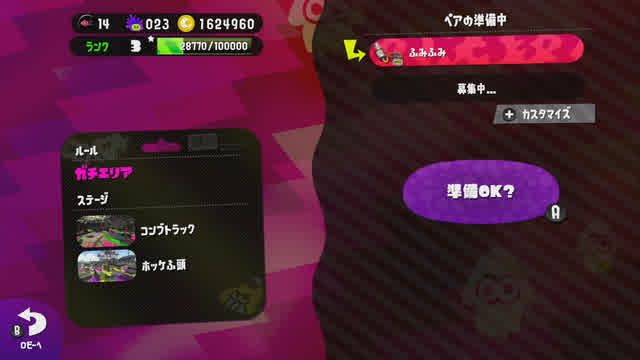 14 023 1624960
ランク 3 28770/100000
ペアの準備中
ふみふみ
募集中...
カスタマイズ
ルール
ガチエリア
ステージ
コンブトラック
ホッケふ頭
準備OK?
A
B
ロビーへ